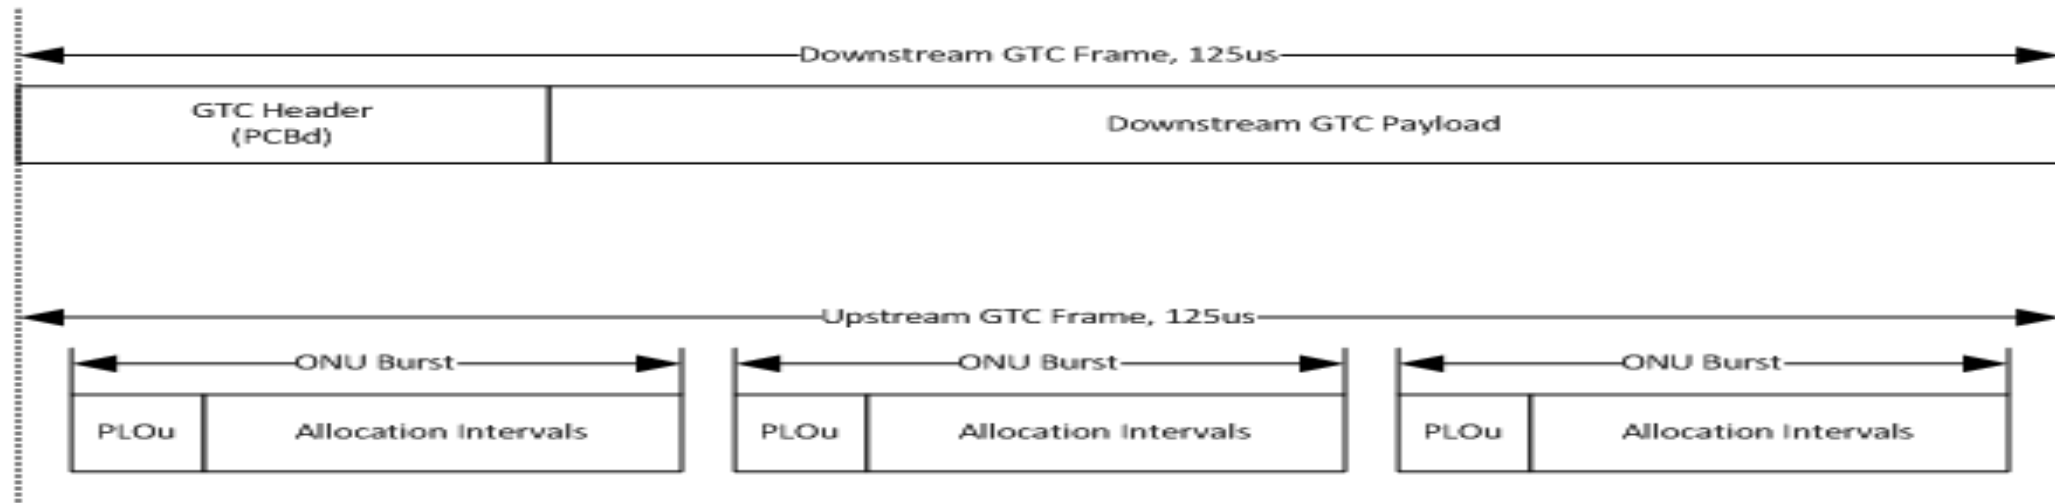 Downstream GTC Frame, 125us
GTC Header
(PCBd)
Downstream GTC Payload
Upstream GTC Frame, 125us
ONU Burst
ONU Burst
ONU Burst
PLOu
Allocation Intervals
PLOu
Allocation Intervals
PLOu
Allocation Intervals